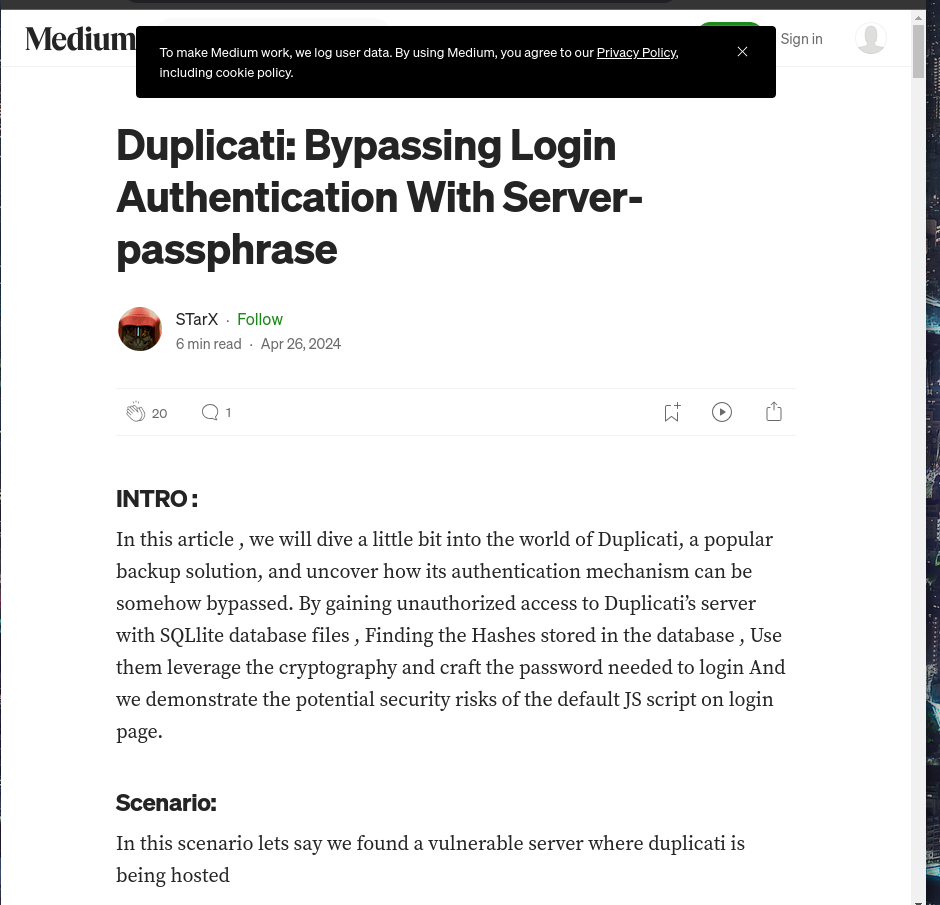 Medium
To make Medium work, we log user data. By using Medium, you agree to our Privacy Policy,
including cookie policy.
Sign in
Duplicati: Bypassing Login
Authentication With Server-
passphrase
STarX · Follow
6 min read · Apr 26, 2024
20
1
INTRO :
In this article , we will dive a little bit into the world of Duplicati, a popular
backup solution, and uncover how its authentication mechanism can be
somehow bypassed. By gaining unauthorized access to Duplicati’s server
with SQLlite database files , Finding the Hashes stored in the database , Use
them leverage the cryptography and craft the password needed to login And
we demonstrate the potential security risks of the default JS script on login
page.
Scenario:
In this scenario lets say we found a vulnerable server where duplicati is
being hosted